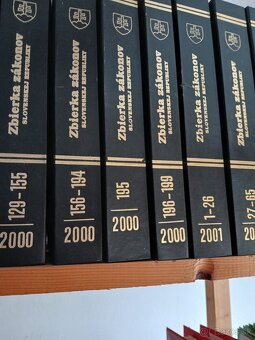 Zbierka zákonov
SLOVENSKEJ REPUBLIKY
129-155
2000
Zbierka zákonov
SLOVENSKEJ REPUBLIKY
156-194
2000
Zbierka zákonov
SLOVENSKEJ REPUBLIKY
195
2000
Zbierka zákonov
SLOVENSKEJ REPUBLIKY
196-199
2000
Zbierka zákonov
SLOVENSKEJ REPUBLIKY
1-26
2001
Zbierka zákonov
SLOVENSKEJ REPUBLIKY
27-65